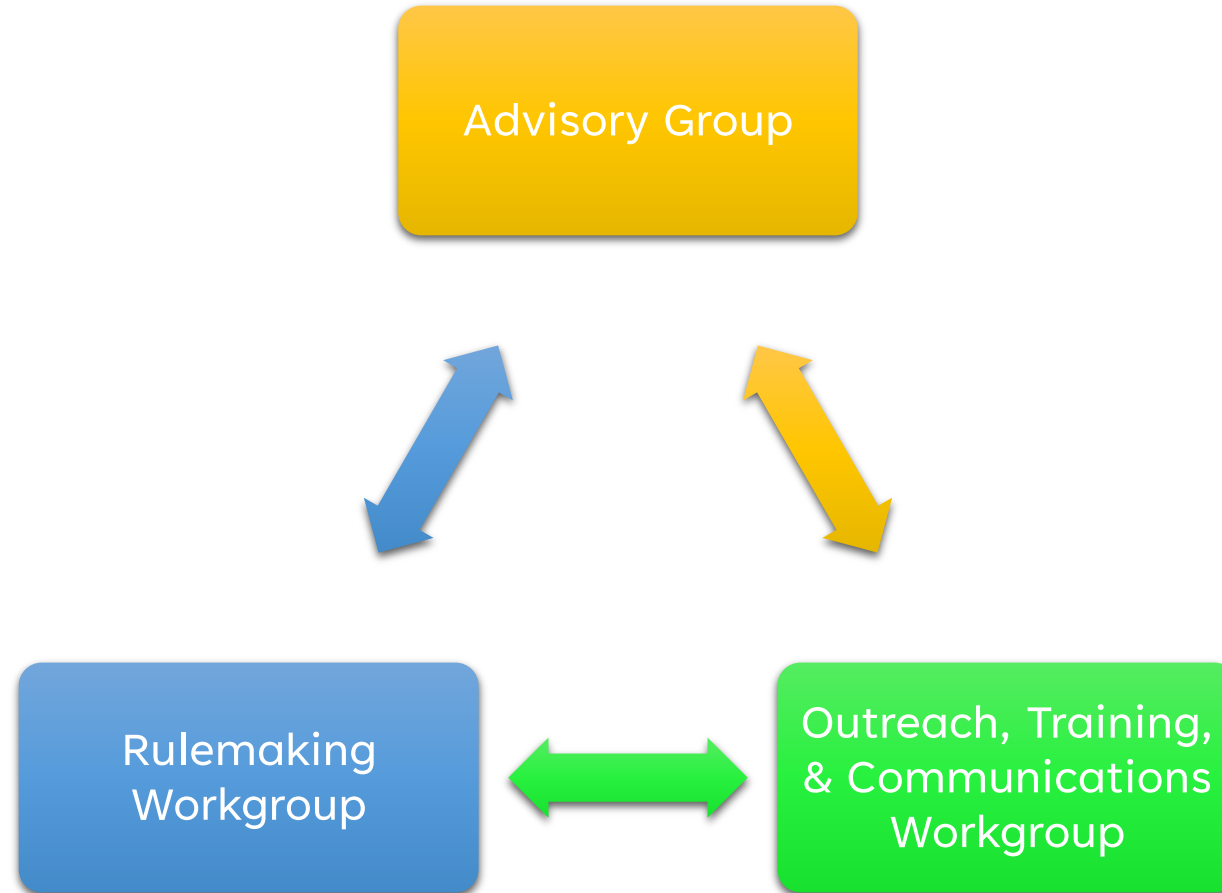 Advisory Group
Rulemaking
Workgroup
Outreach, Training,
& Communications
Workgroup